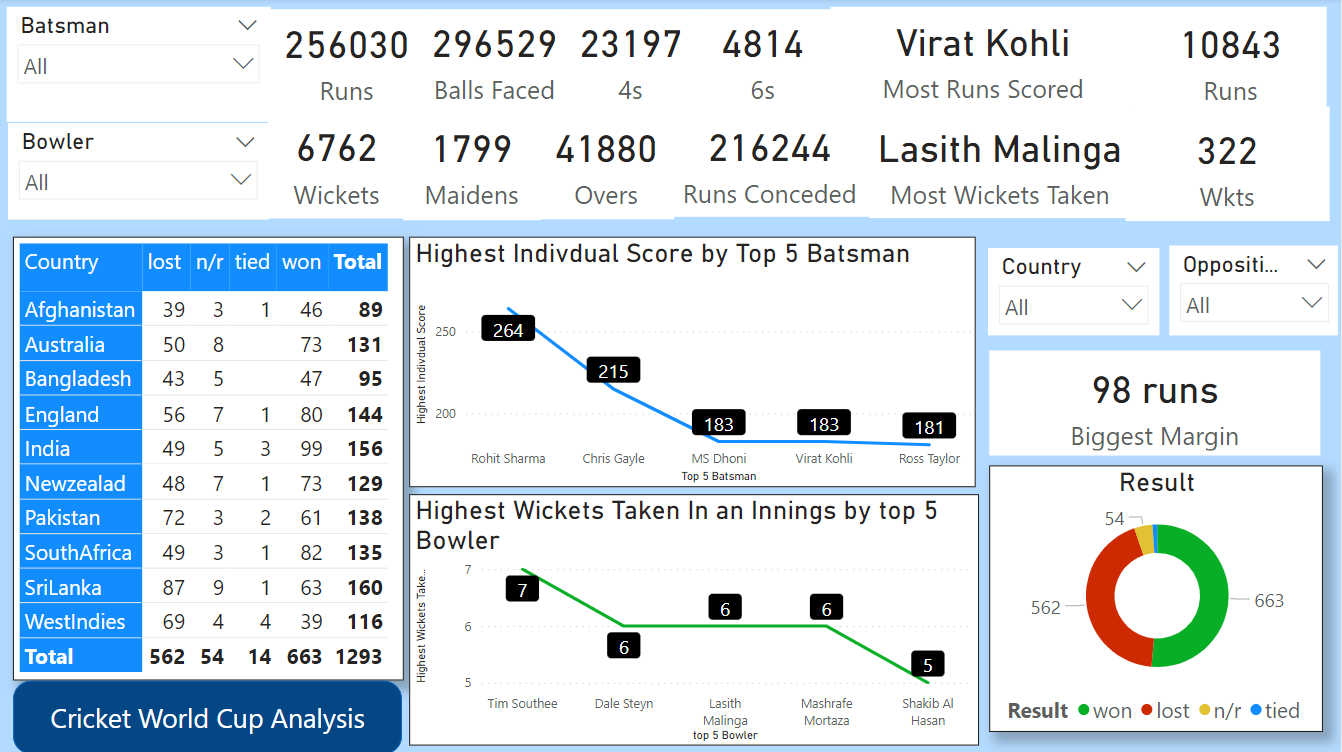 Batsman
All
256030
Runs
296529
Balls Faced
23197
4s
4814
6s
Virat Kohli
Most Runs Scored
10843
Runs
Bowler
All
6762
Wickets
1799
Maidens
41880
Overs
216244
Runs Conceded
Lasith Malinga
Most Wickets Taken
322
Wkts
Country lost n/r tied won Total
Afghanistan 39 3 1 46 89
Australia 50 8 73 131
Bangladesh 43 5 47 95
England 56 7 1 80 144
India 49 5 3 99 156
Newzealad 48 7 1 73 129
Pakistan 72 3 2 61 138
SouthAfrica 49 3 1 82 135
SriLanka 87 9 1 63 160
WestIndies 69 4 4 39 116
Total 562 54 14 663 1293
Cricket World Cup Analysis
Highest Indivdual Score by Top 5 Batsman
Highest Indivdual Score
250
200
264
215
183
183
181
Rohit Sharma Chris Gayle MS Dhoni Virat Kohli Ross Taylor
Top 5 Batsman
Highest Wickets Taken In an Innings by top 5
Bowler
Highest Wickets Take...
7
6
5
7
6
6
6
5
Tim Southee Dale Steyn Lasith Mashrafe Shakib Al
Malinga Mortaza Hasan
top 5 Bowler
Country
All
Oppositi...
All
98 runs
Biggest Margin
Result
54
562
663
Result won lost n/r tied